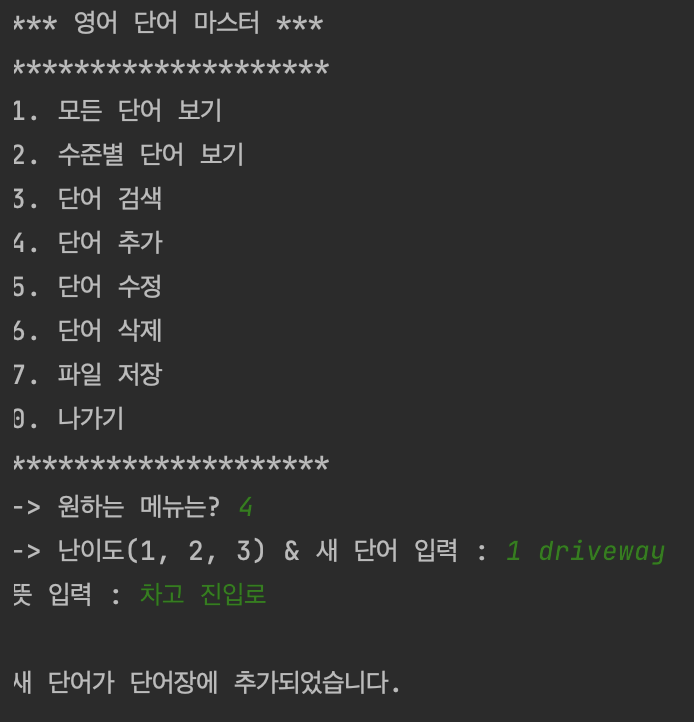 *** 영어 단어 마스터 ***
*********************
1. 모든 단어 보기
2. 수준별 단어 보기
3. 단어 검색
4. 단어 추가
5. 단어 수정
6. 단어 삭제
7. 파일 저장
0. 나가기
*********************
-> 원하는 메뉴는? 4
-> 난이도(1, 2, 3) & 새 단어 입력 : 1 driveway
뜻 입력 : 차고 진입로
새 단어가 단어장에 추가되었습니다.